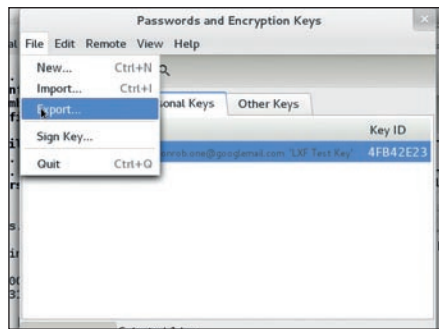 Passwords and Encryption Keys
File Edit Remote View Help
New... Ctrl+N
Import... Ctrl+I
Export...
Sign Key...
Quit Ctrl+Q
onal Keys
Other Keys
Key ID
"LXF Test Key" 4FB42E23